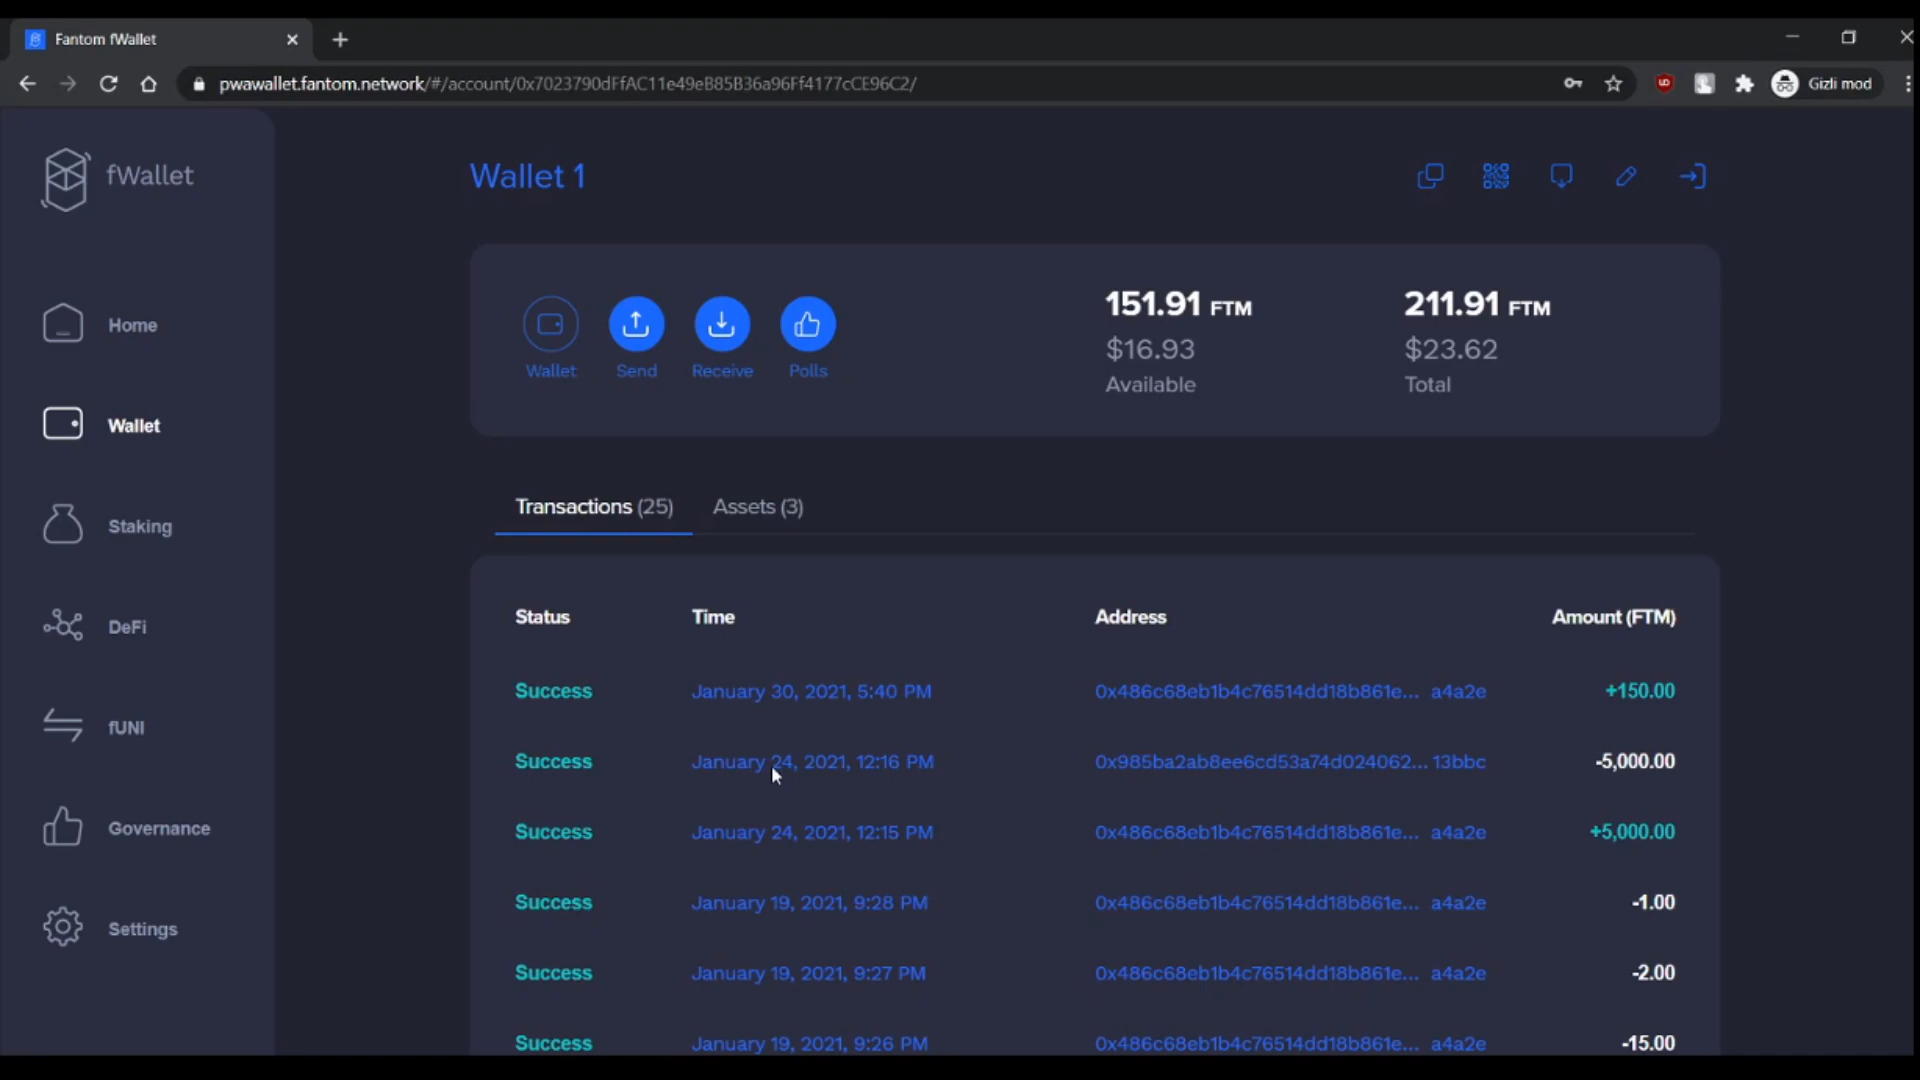 Fantom fWallet
pwawallet.fantom.network/#/account/0x7023790dFfAC11e49eB85B36a96Ff4177cCE96C2/
Gizli mod
fWallet
Home
Wallet
Staking
DeFi
fUNI
Governance
Settings
Wallet 1
Wallet Send Receive Polls
151.91 FTM
$16.93
Available
211.91 FTM
$23.62
Total
Transactions (25) Assets (3)
Status Time Address Amount (FTM)
Success January 30, 2021, 5:40 PM 0x486c68eb1b4c76514dd18b861e... a4a2e +150.00
Success January 24, 2021, 12:16 PM 0x985ba2ab8ee6cd53a74d024062... 13bbc -5,000.00
Success January 24, 2021, 12:15 PM 0x486c68eb1b4c76514dd18b861e... a4a2e +5,000.00
Success January 19, 2021, 9:28 PM 0x486c68eb1b4c76514dd18b861e... a4a2e -1.00
Success January 19, 2021, 9:27 PM 0x486c68eb1b4c76514dd18b861e... a4a2e -2.00
Success January 19, 2021, 9:26 PM 0x486c68eb1b4c76514dd18b861e... a4a2e -15.00